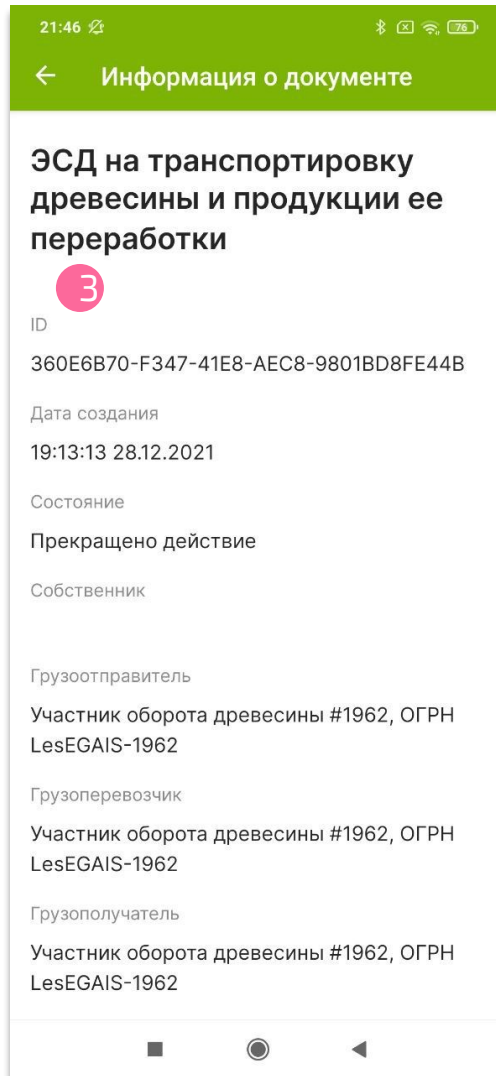 21:46
76
Информация о документе
ЭСД на транспортировку
древесины и продукции ее
переработки
3
ID
360E6B70-F347-41E8-AEC8-9801BD8FE44B
Дата создания
19:13:13 28.12.2021
Состояние
Прекращено действие
Собственник
Грузоотправитель
Участник оборота древесины #1962, ОГРН
LesEGAIS-1962
Грузоперевозчик
Участник оборота древесины #1962, ОГРН
LesEGAIS-1962
Грузополучатель
Участник оборота древесины #1962, ОГРН
LesEGAIS-1962